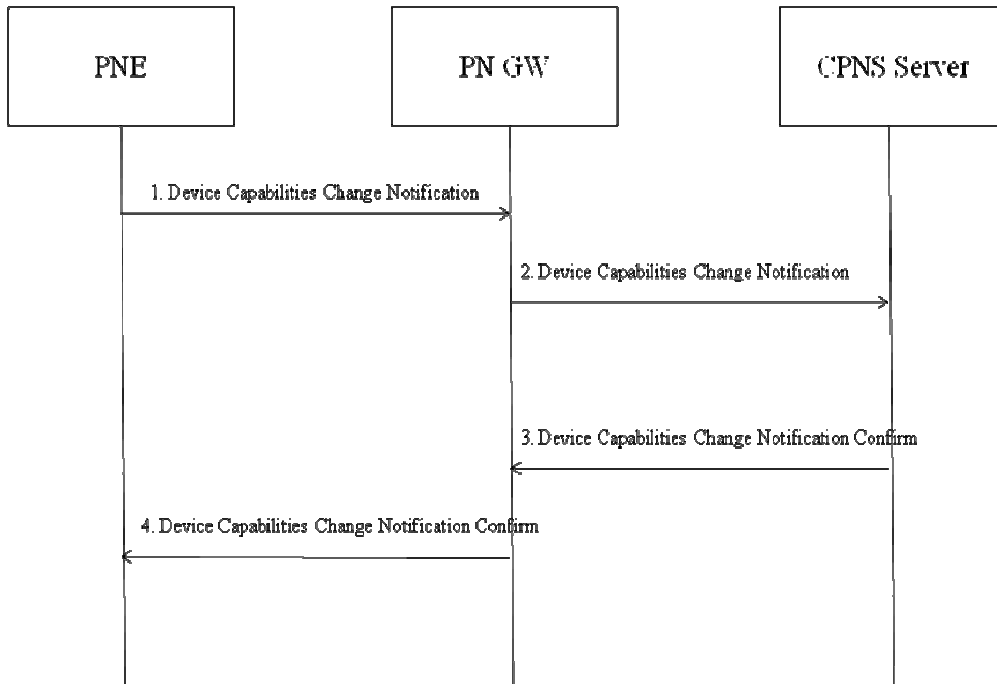 PNE
PN GW
CPNS Server
1. Device Capabilities Change Notification
2. Device Capabilities Change Notification
3. Device Capabilities Change Notification Confirm
4. Device Capabilities Change Notification Confirm